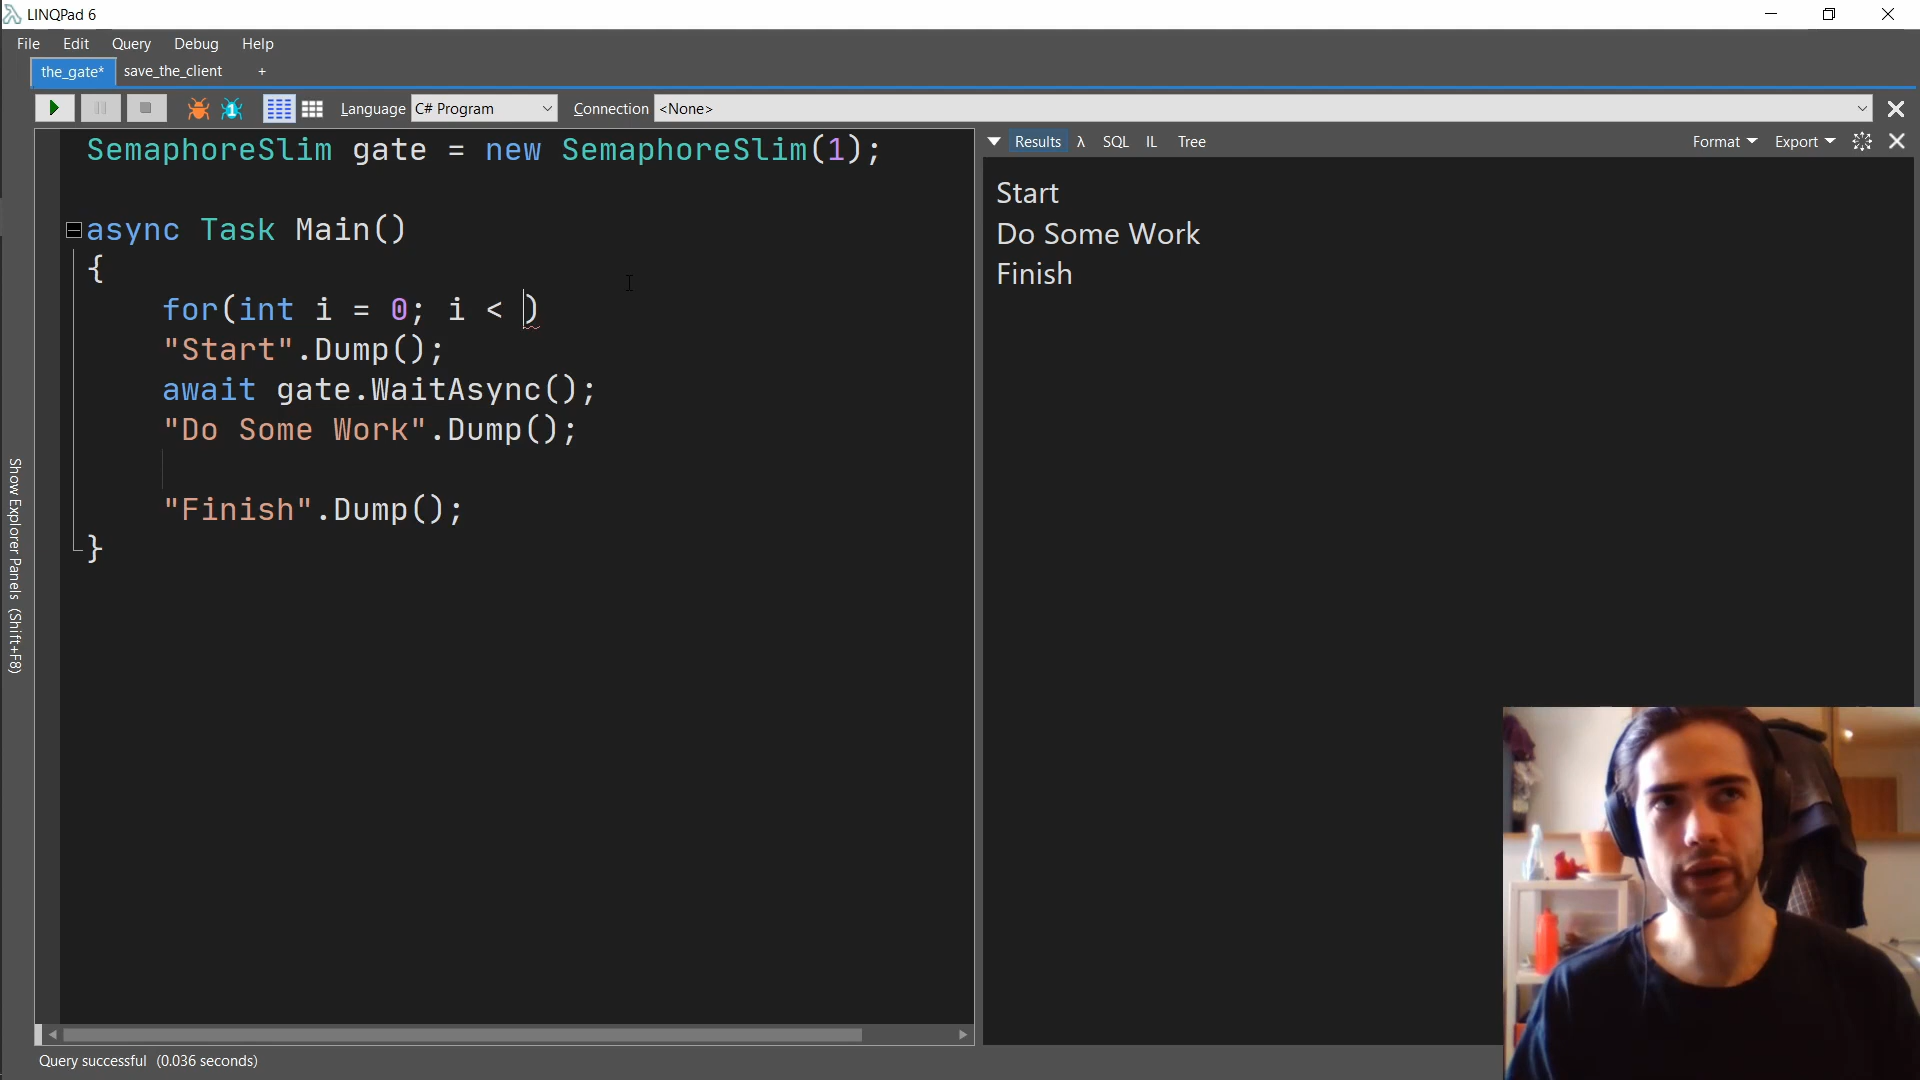 LINQPad 6
File Edit Query Debug Help
the_gate* save_the_client +
Language C# Program Connection <None>
SemaphoreSlim gate = new SemaphoreSlim(1);
async Task Main()
{
for(int i = 0; i < )
"Start".Dump();
await gate.WaitAsync();
"Do Some Work".Dump();
"Finish".Dump();
}
Results λ SQL IL Tree Format Export
Start
Do Some Work
Finish
Show Explorer Panels (Shift+F8)
Query successful (0.036 seconds)